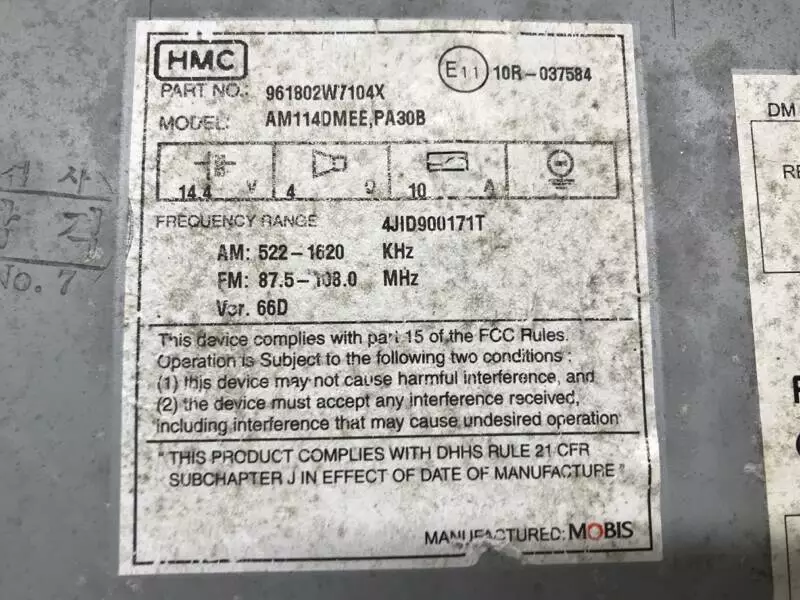 HMC
E11 10R-037584
PART NO.: 961802W7104X
MODEL: AM114DMEE,PA30B
14.4 V 4 Ω 10 A
FREQUENCY RANGE 4JID900171T
AM: 522-1620 KHz
FM: 87.5-108.0 MHz
Ver. 66D
This device complies with part 15 of the FCC Rules.
Operation is Subject to the following two conditions :
(1) this device may not cause harmful interference, and
(2) the device must accept any interference received,
including interference that may cause undesired operation
" THIS PRODUCT COMPLIES WITH DHHS RULE 21 CFR
SUBCHAPTER J IN EFFECT OF DATE OF MANUFACTURE "
MANUFACTURED: MOBIS
No. 7
DM
RE